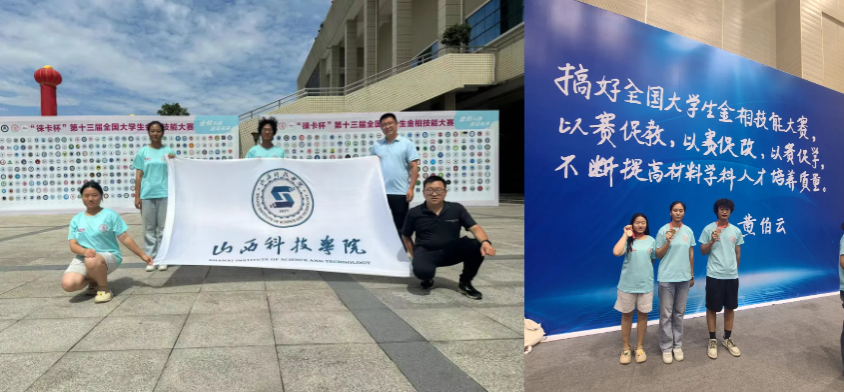 "徕卡杯"第十三届全国大学生金相技能大赛
"徕卡杯"第十三届全国大学生金相技能大赛
山西科技学院
SHANXI INSTITUTE OF SCIENCE AND TECHNOLOGY
搞好全国大学生金相技能大赛,
以赛促教,以赛促改,以赛促学,
不断提高材料学科人才培养质量。
黄伯云